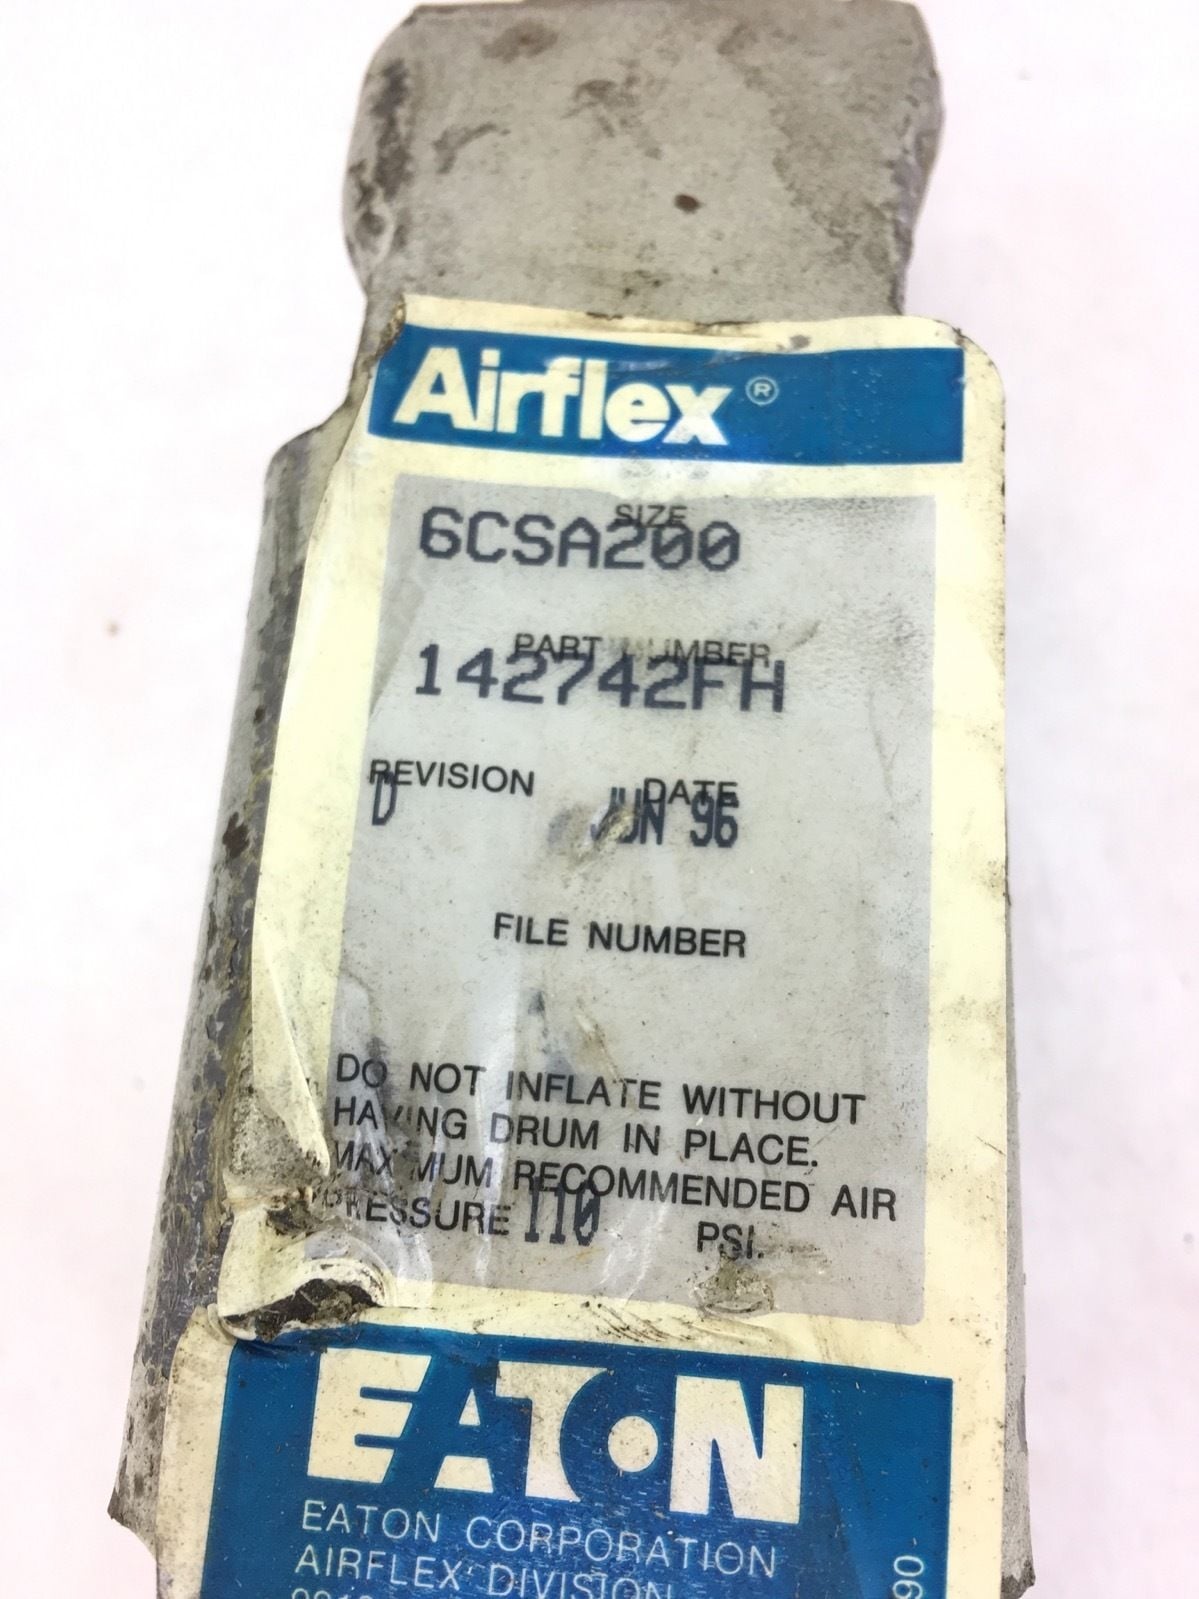 Airflex®
SIZE
6CSA200
PART NUMBER
142742FH
REVISION DATE
D JUN 96
FILE NUMBER
DO NOT INFLATE WITHOUT
HAVING DRUM IN PLACE.
MAXIMUM RECOMMENDED AIR
PRESSURE 110 PSI.
EATON
EATON CORPORATION
AIRFLEX DIVISION